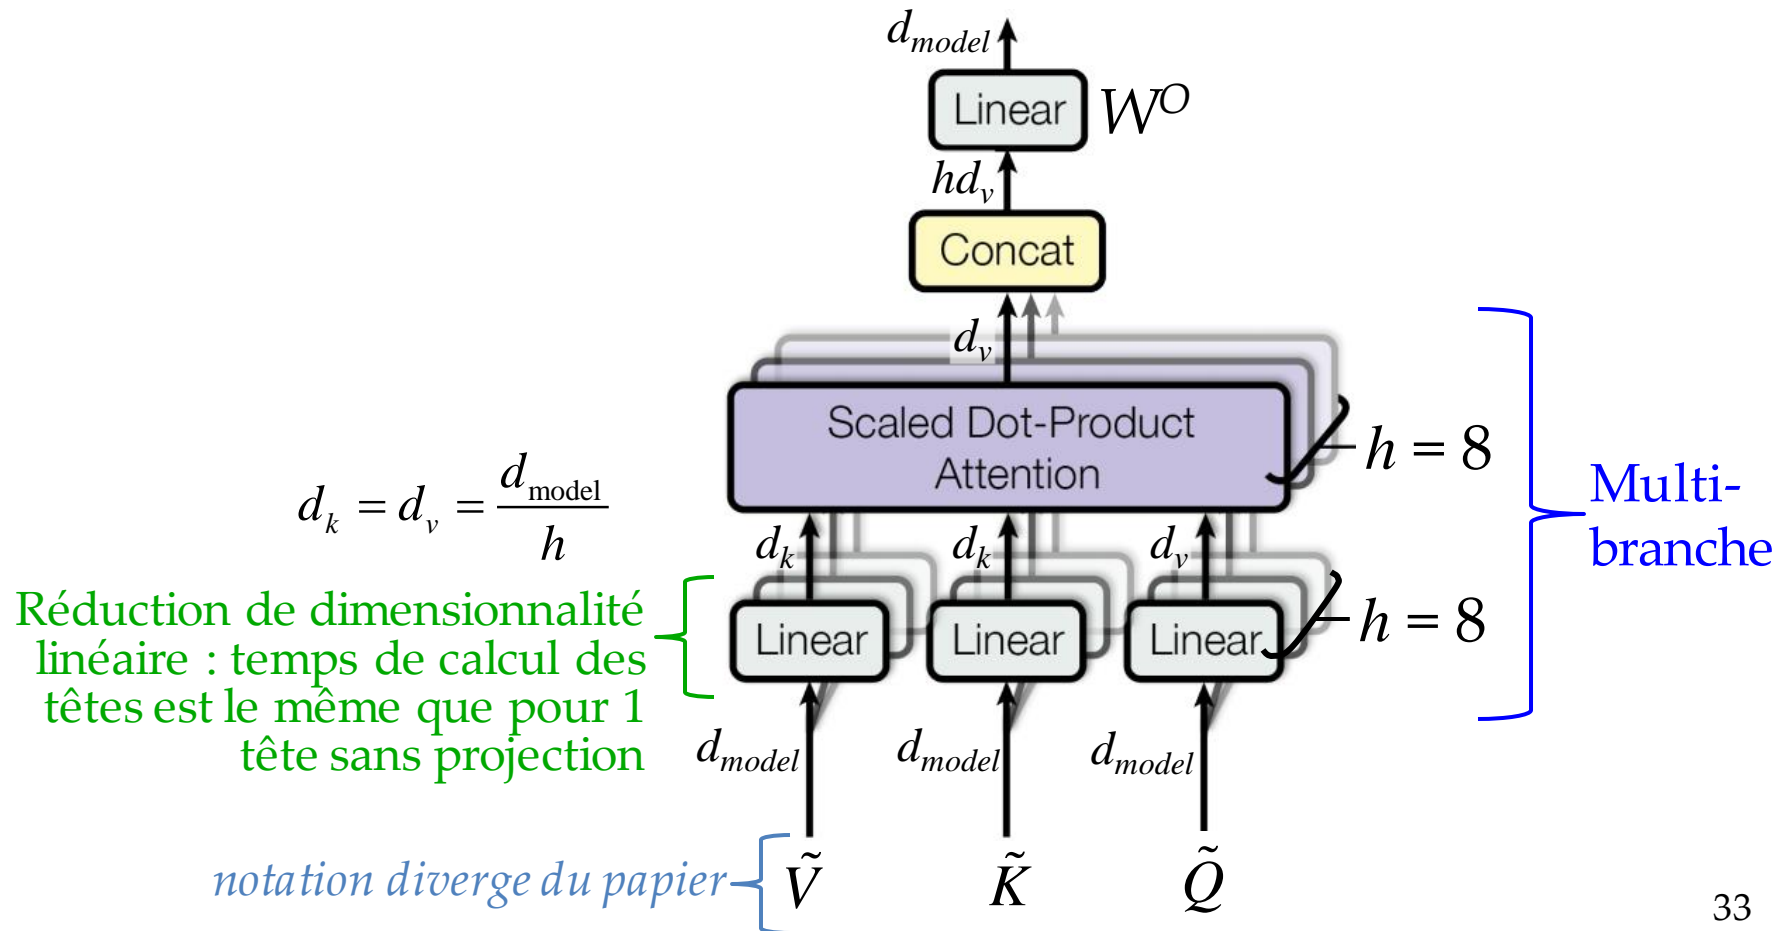 d_model
Linear W^O
hd_v
Concat
d_v
Scaled Dot-Product
Attention
h = 8
Multi-
branche
d_k = d_v = d_model / h
d_k d_k d_v
Réduction de dimensionnalité
linéaire : temps de calcul des
têtes est le même que pour 1
tête sans projection
Linear Linear Linear
h = 8
d_model d_model d_model
notation diverge du papier
Ṽ K̃ Q̃
33